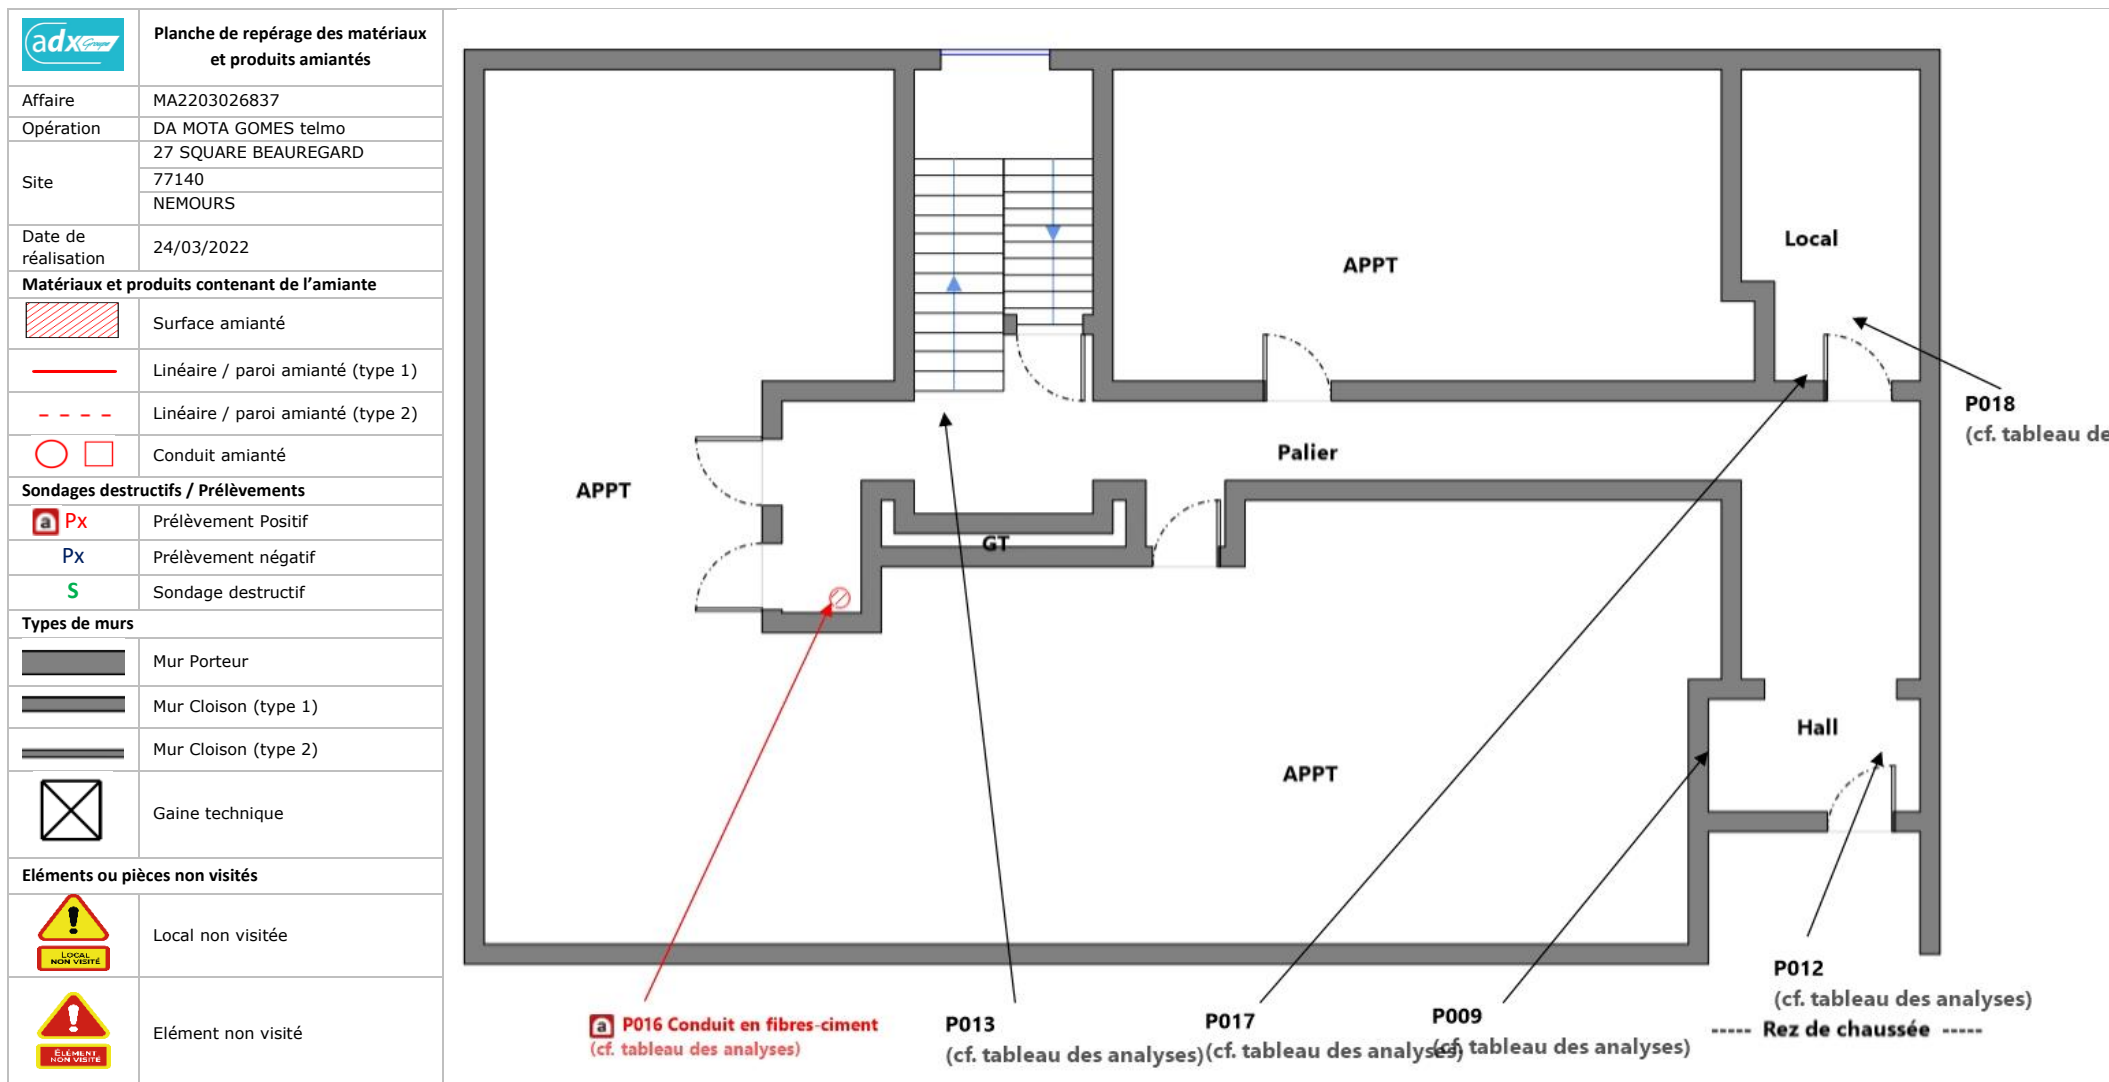 adx Groupe
Planche de repérage des matériaux
et produits amiantés
Affaire MA2203026837
Opération DA MOTA GOMES telmo
Site
27 SQUARE BEAUREGARD
77140
NEMOURS
Date de
réalisation
24/03/2022
Matériaux et produits contenant de l’amiante
Surface amianté
Linéaire / paroi amianté (type 1)
Linéaire / paroi amianté (type 2)
Conduit amianté
Sondages destructifs / Prélèvements
a Px Prélèvement Positif
Px Prélèvement négatif
S Sondage destructif
Types de murs
Mur Porteur
Mur Cloison (type 1)
Mur Cloison (type 2)
Gaine technique
Eléments ou pièces non visités
LOCAL
NON VISITÉ
Local non visitée
ÉLÉMENT
NON VISITÉ
Elément non visité
Local
APPT
P018
(cf. tableau de
Palier
APPT
GT
Hall
APPT
P012
(cf. tableau des analyses)
a P016 Conduit en fibres-ciment
(cf. tableau des analyses)
P013
(cf. tableau des analyses)
P017
(cf. tableau des analyses)
P009
(cf. tableau des analyses)
----- Rez de chaussée -----